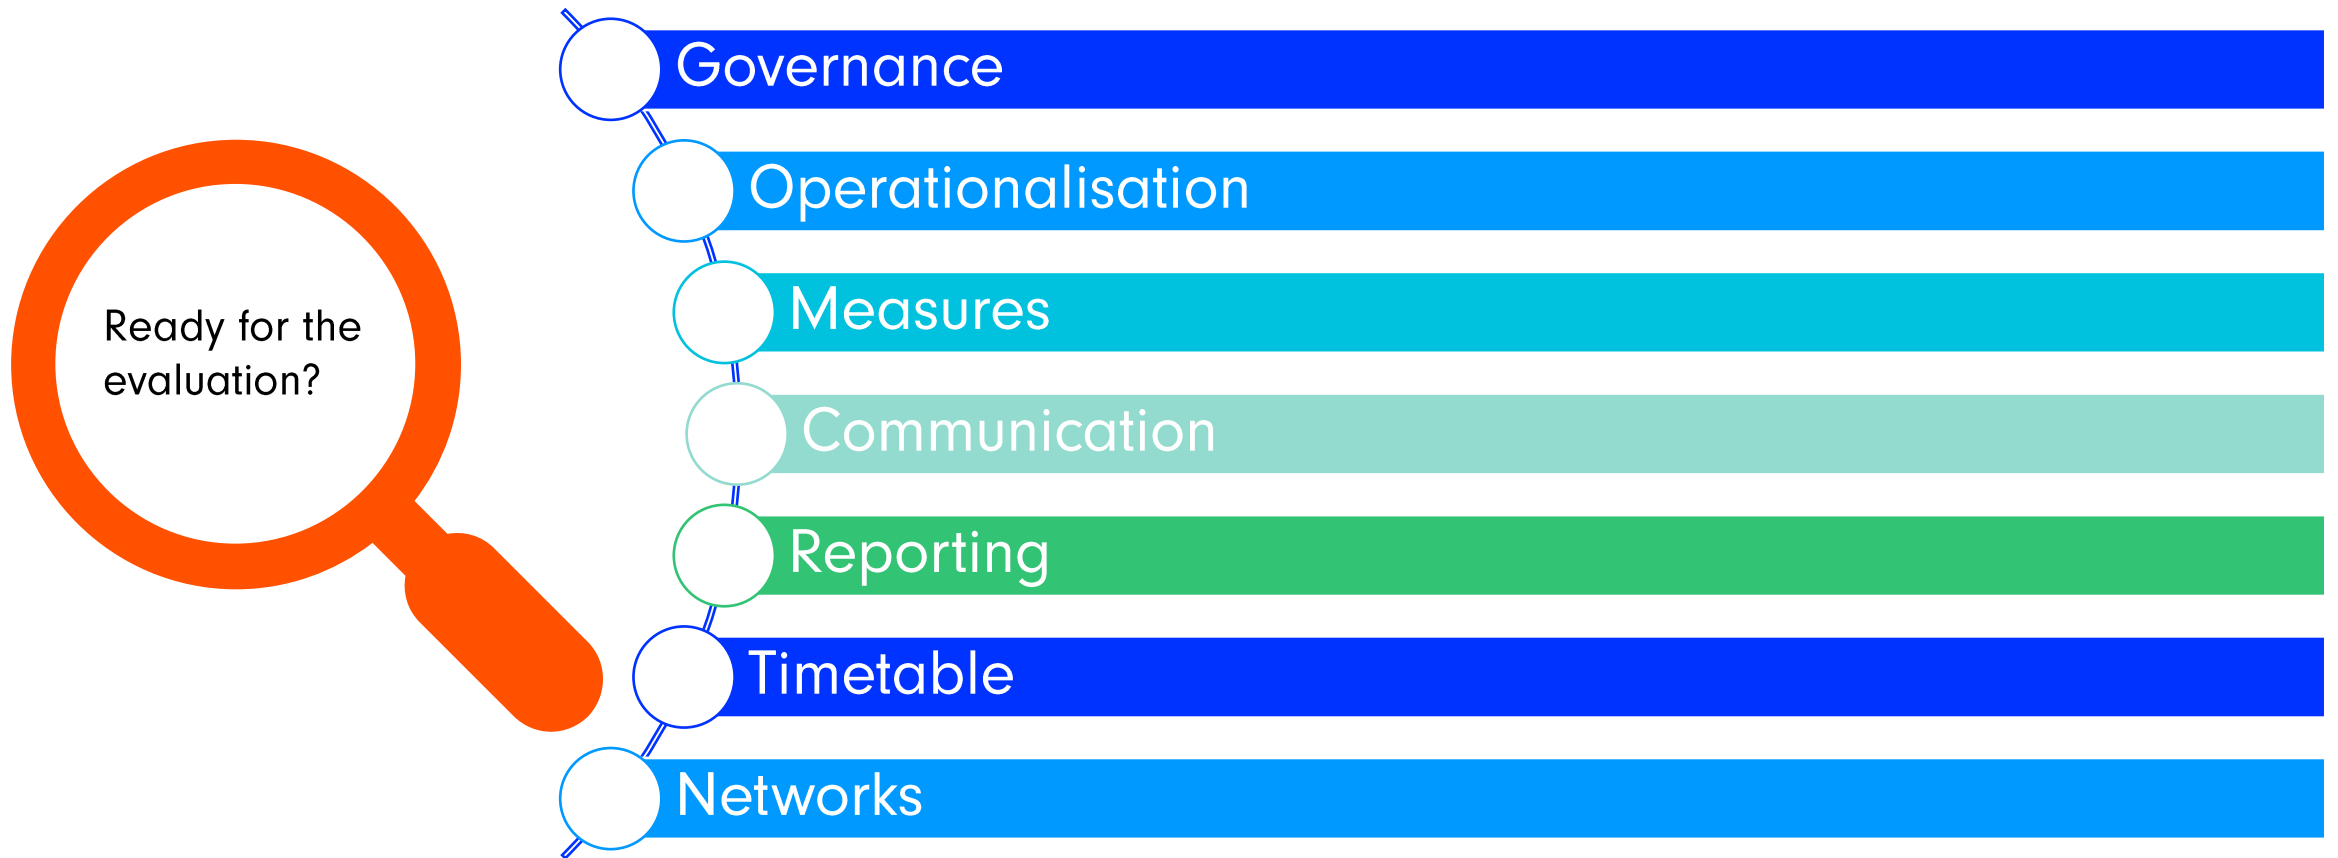 Ready for the
evaluation?
Governance
Operationalisation
Measures
Communication
Reporting
Timetable
Networks